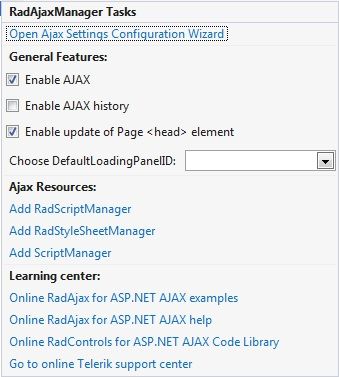 RadAjaxManager Tasks
Open Ajax Settings Configuration Wizard
General Features:
Enable AJAX
Enable AJAX history
Enable update of Page <head> element
Choose DefaultLoadingPanelID:
Ajax Resources:
Add RadScriptManager
Add RadStyleSheetManager
Add ScriptManager
Learning center:
Online RadAjax for ASP.NET AJAX examples
Online RadAjax for ASP.NET AJAX help
Online RadControls for ASP.NET AJAX Code Library
Go to online Telerik support center